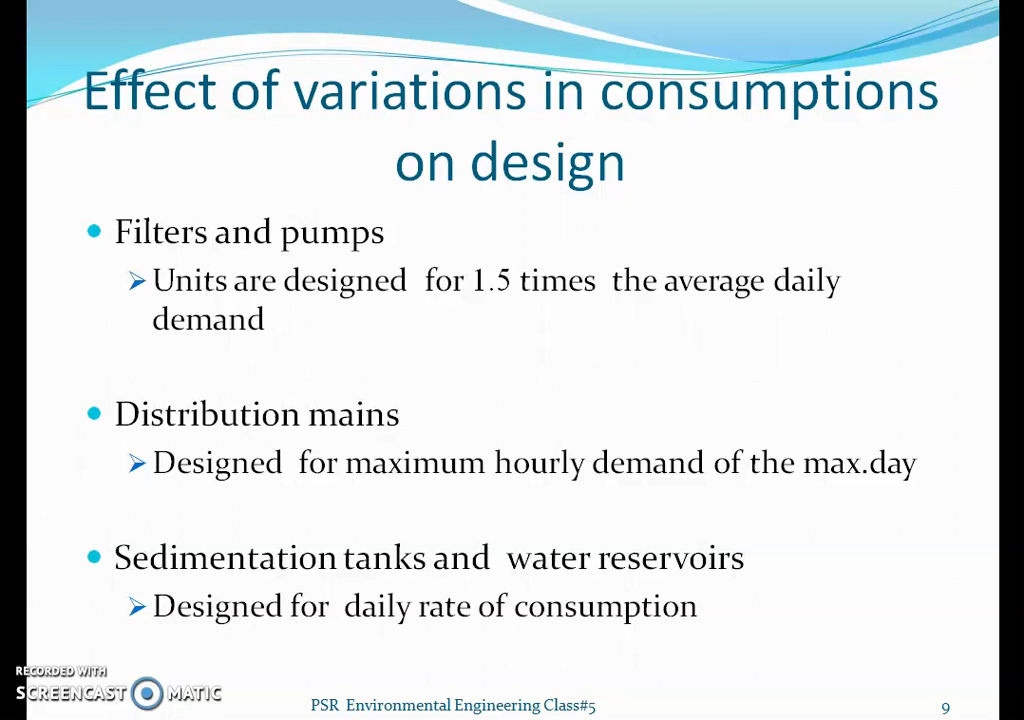 Effect of variations in consumptions
on design
Filters and pumps
Units are designed for 1.5 times the average daily
demand
Distribution mains
Designed for maximum hourly demand of the max.day
Sedimentation tanks and water reservoirs
Designed for daily rate of consumption
RECORDED WITH
SCREENCAST MATIC
PSR Environmental Engineering Class#5
9